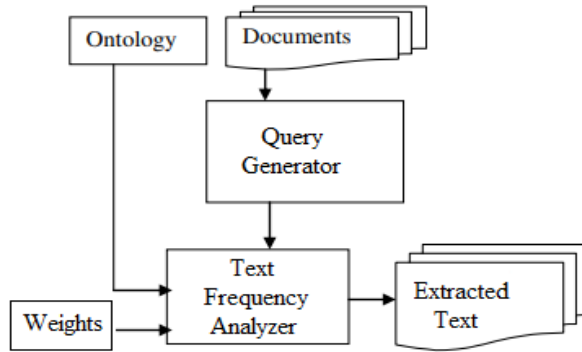 Ontology
Documents
Query
Generator
Text
Frequency
Analyzer
Weights
Extracted
Text